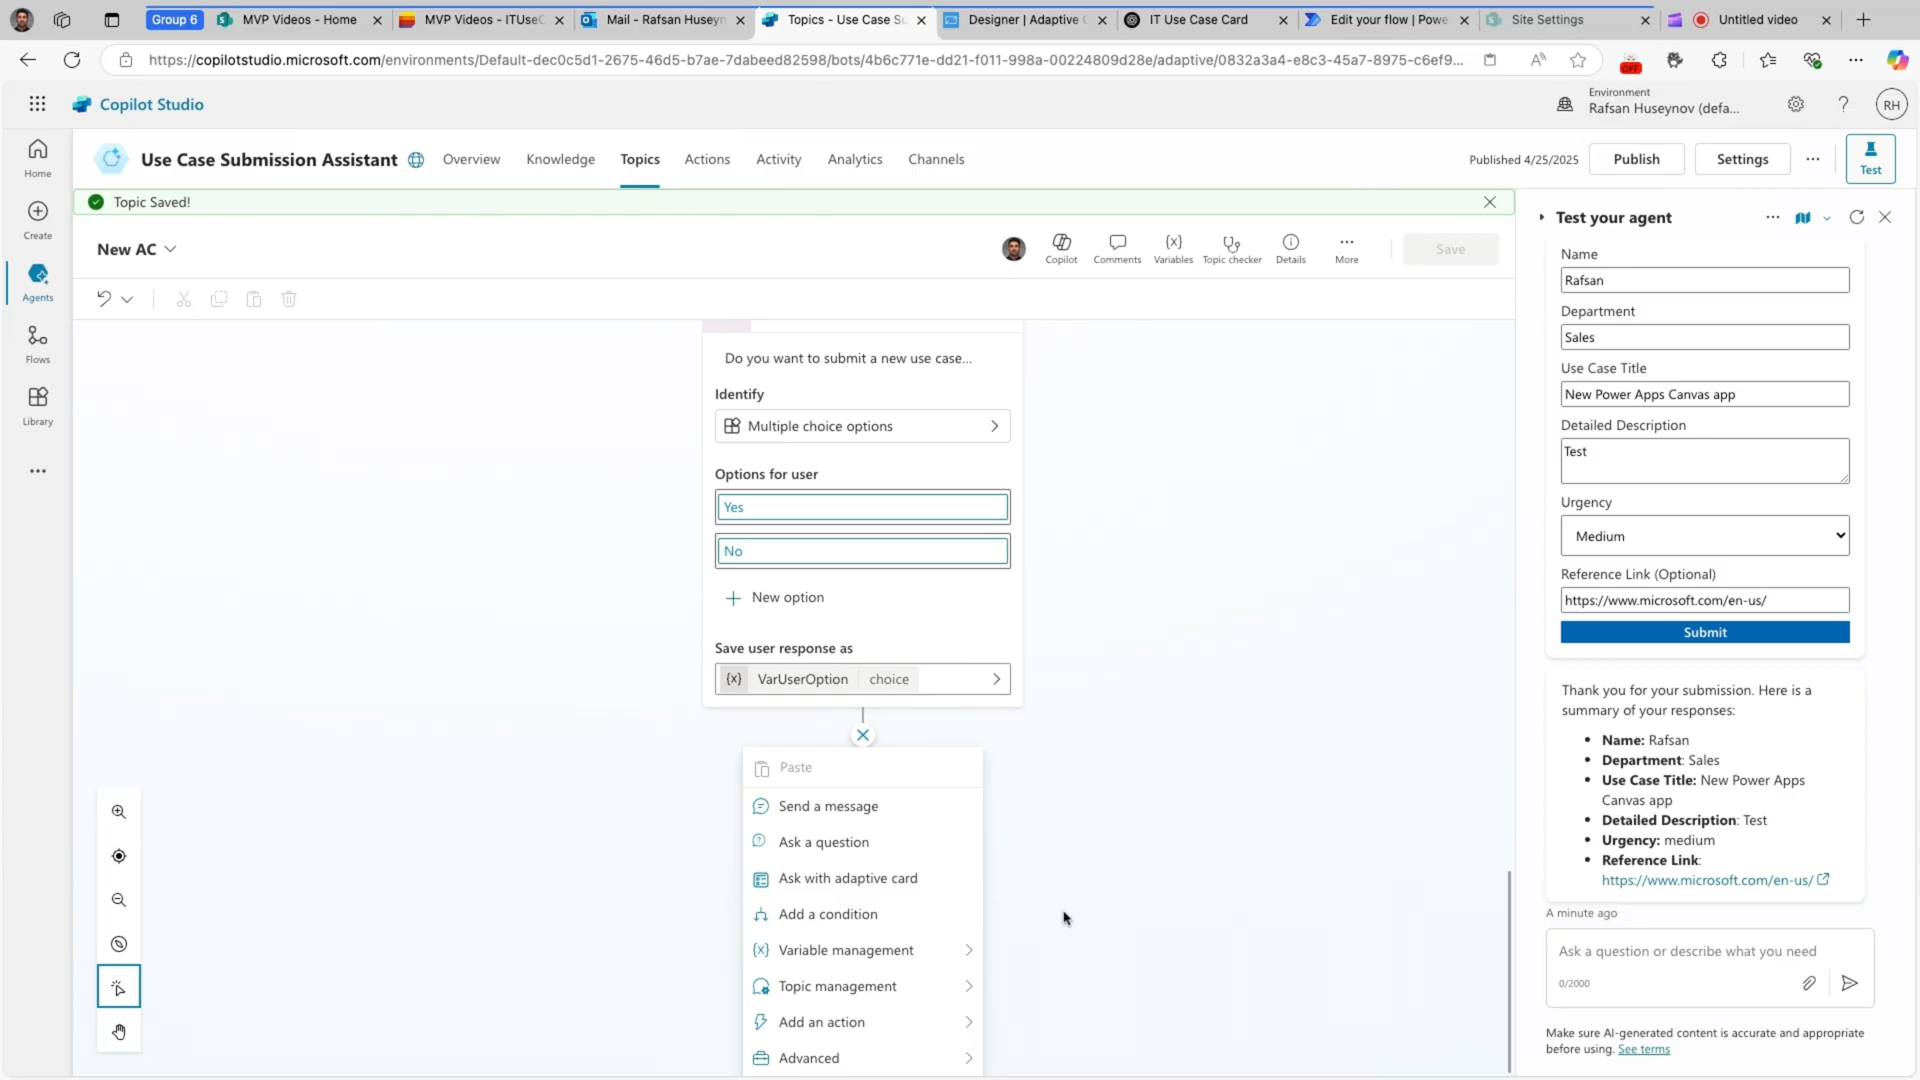 Group 6
MVP Videos - Home
MVP Videos - ITUseC
Mail - Rafsan Huseyn
Topics - Use Case Su
Designer | Adaptive C
IT Use Case Card
Edit your flow | Powe
Site Settings
Untitled video
https://copilotstudio.microsoft.com/environments/Default-dec0c5d1-2675-46d5-b7ae-7dabeed82598/bots/4b6c771e-dd21-f011-998a-00224809d28e/adaptive/0832a3a4-e8c3-45a7-8975-c6ef9...
OFF
Copilot Studio
Environment
Rafsan Huseynov (defa...
RH
Home
Create
Agents
Flows
Library
Use Case Submission Assistant
Overview
Knowledge
Topics
Actions
Activity
Analytics
Channels
Published 4/25/2025
Publish
Settings
Test
Topic Saved!
New AC
Copilot
Comments
Variables
Topic checker
Details
More
Save
Do you want to submit a new use case...
Identify
Multiple choice options
Options for user
Yes
No
New option
Save user response as
{x} VarUserOption choice
Paste
Send a message
Ask a question
Ask with adaptive card
Add a condition
Variable management
Topic management
Add an action
Advanced
Test your agent
Name
Rafsan
Department
Sales
Use Case Title
New Power Apps Canvas app
Detailed Description
Test
Urgency
Medium
Reference Link (Optional)
https://www.microsoft.com/en-us/
Submit
Thank you for your submission. Here is a
summary of your responses:
• Name: Rafsan
• Department: Sales
• Use Case Title: New Power Apps
Canvas app
• Detailed Description: Test
• Urgency: medium
• Reference Link:
https://www.microsoft.com/en-us/
A minute ago
Ask a question or describe what you need
0/2000
Make sure AI-generated content is accurate and appropriate
before using. See terms